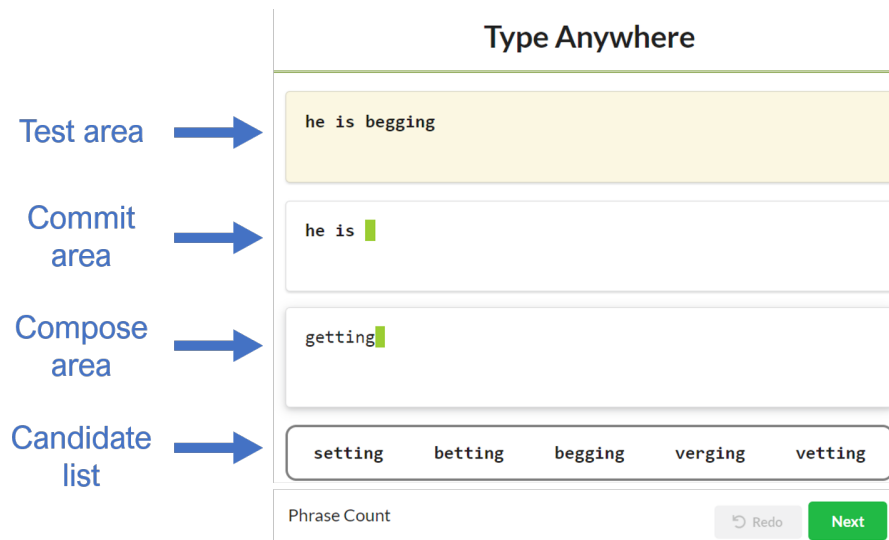 Type Anywhere
Test area
he is begging
Commit
area
he is
Compose
area
getting
Candidate
list
setting betting begging verging vetting
Phrase Count
Redo
Next